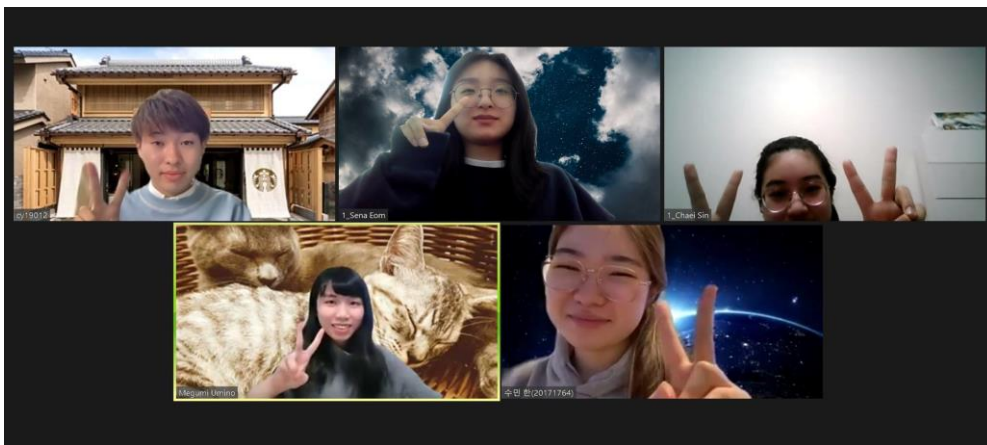 cy19012
1_Sena Eom
1_Chaei Sin
Megumi Umino
수민 한(20171764)